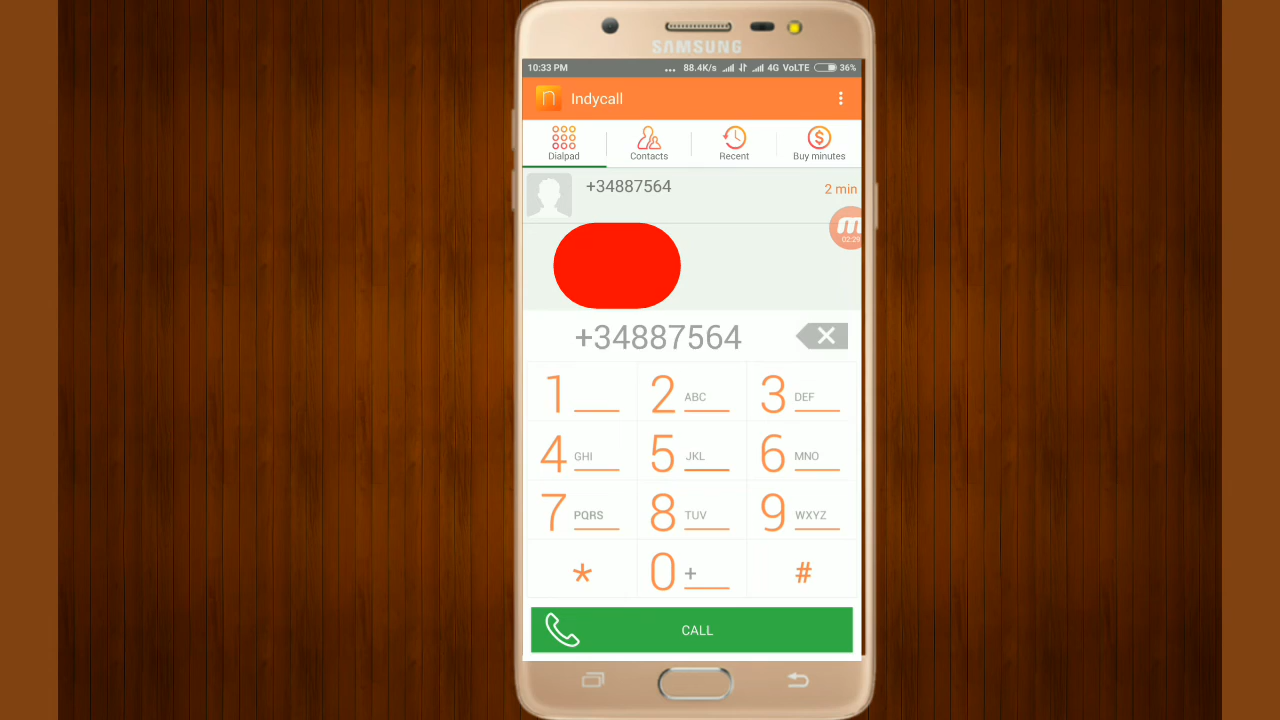 SAMSUNG
10:33 PM ... 88.4K/s 4G VoLTE 36%
n Indycall
Dialpad Contacts Recent $ Buy minutes
+34887564 2 min
02:29
+34887564
1 2 ABC 3 DEF
4 GHI 5 JKL 6 MNO
7 PQRS 8 TUV 9 WXYZ
* 0 + #
CALL